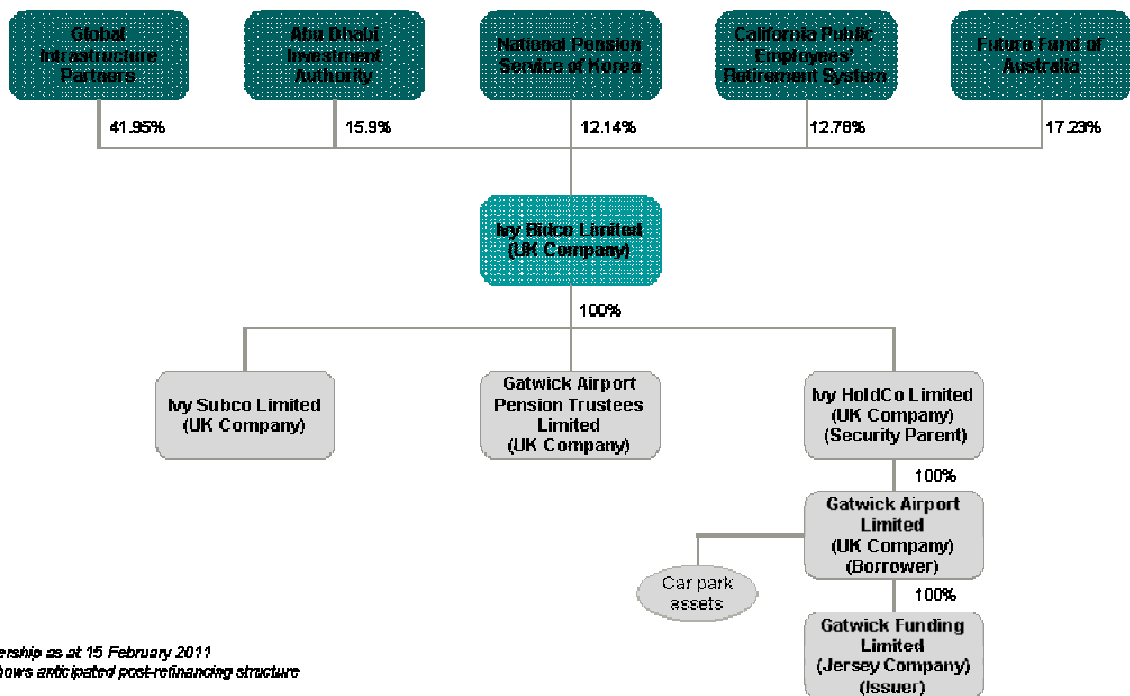 Global
Infrastructure
Partners
Abu Dhabi
Investment
Authority
National Pension
Service of Korea
California Public
Employees'
Retirement System
Future Fund of
Australia
41.95%
15.9%
12.14%
12.78%
17.23%
Ivy Bidco Limited
(UK Company)
100%
Ivy Subco Limited
(UK Company)
Gatwick Airport
Pension Trustees
Limited
(UK Company)
Ivy HoldCo Limited
(UK Company)
(Security Parent)
100%
Gatwick Airport
Limited
(UK Company)
(Borrower)
Car park
assets
100%
Gatwick Funding
Limited
(Jersey Company)
(Issuer)
ership as at 15 February 2011
hows anticipated post-refinancing structure